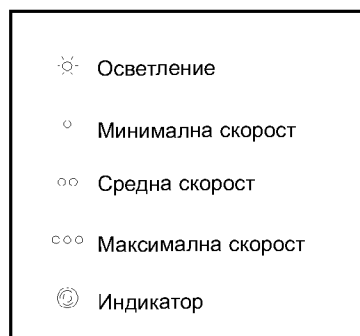 Осветление
Минимална скорост
Средна скорост
Максимална скорост
Индикатор